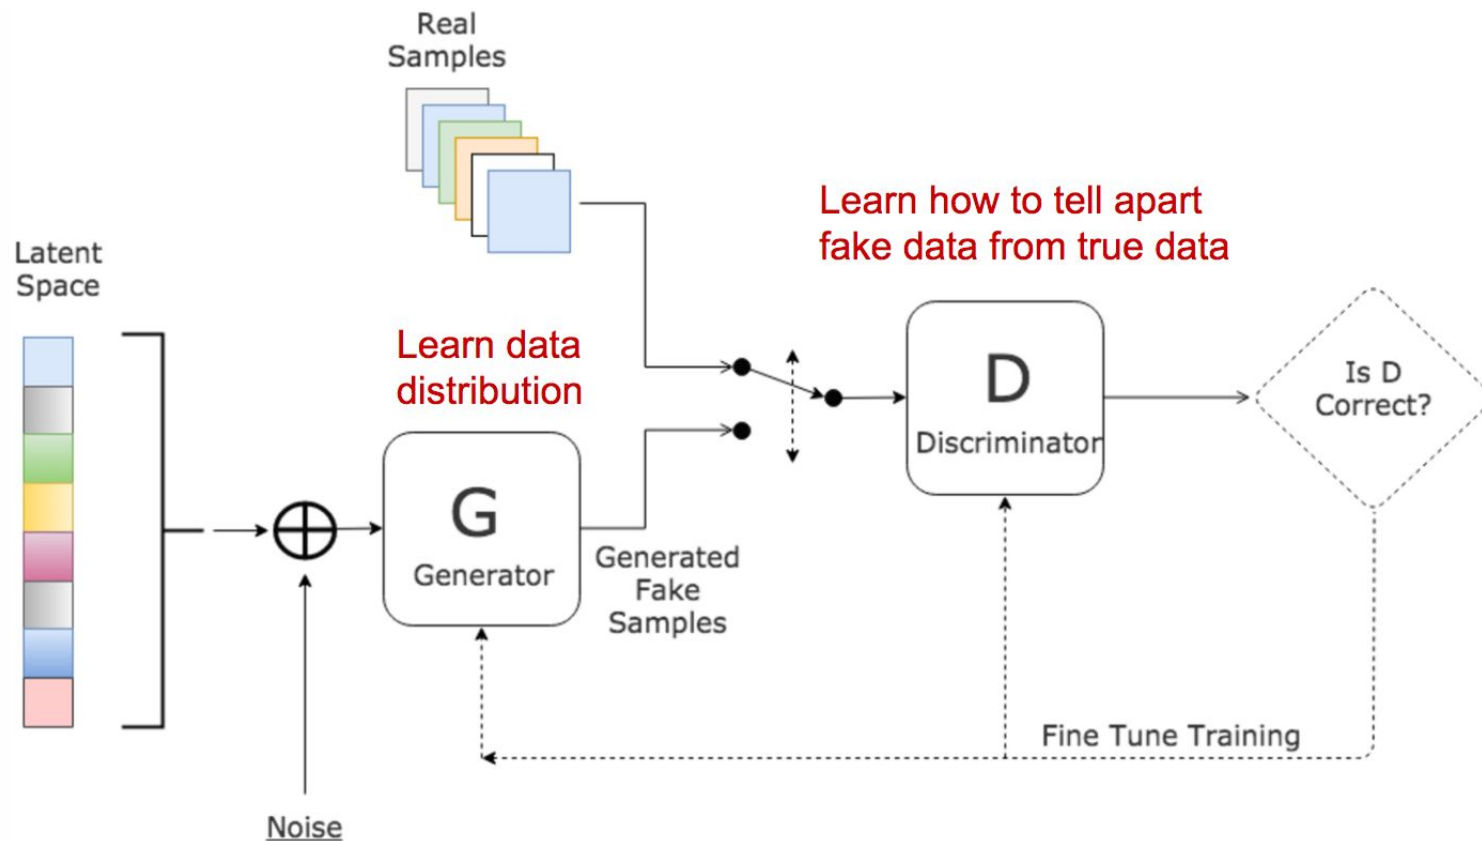 Real
Samples
Learn how to tell apart
fake data from true data
Latent
Space
Learn data
distribution
D
Discriminator
Is D
Correct?
G
Generator
Generated
Fake
Samples
Fine Tune Training
Noise